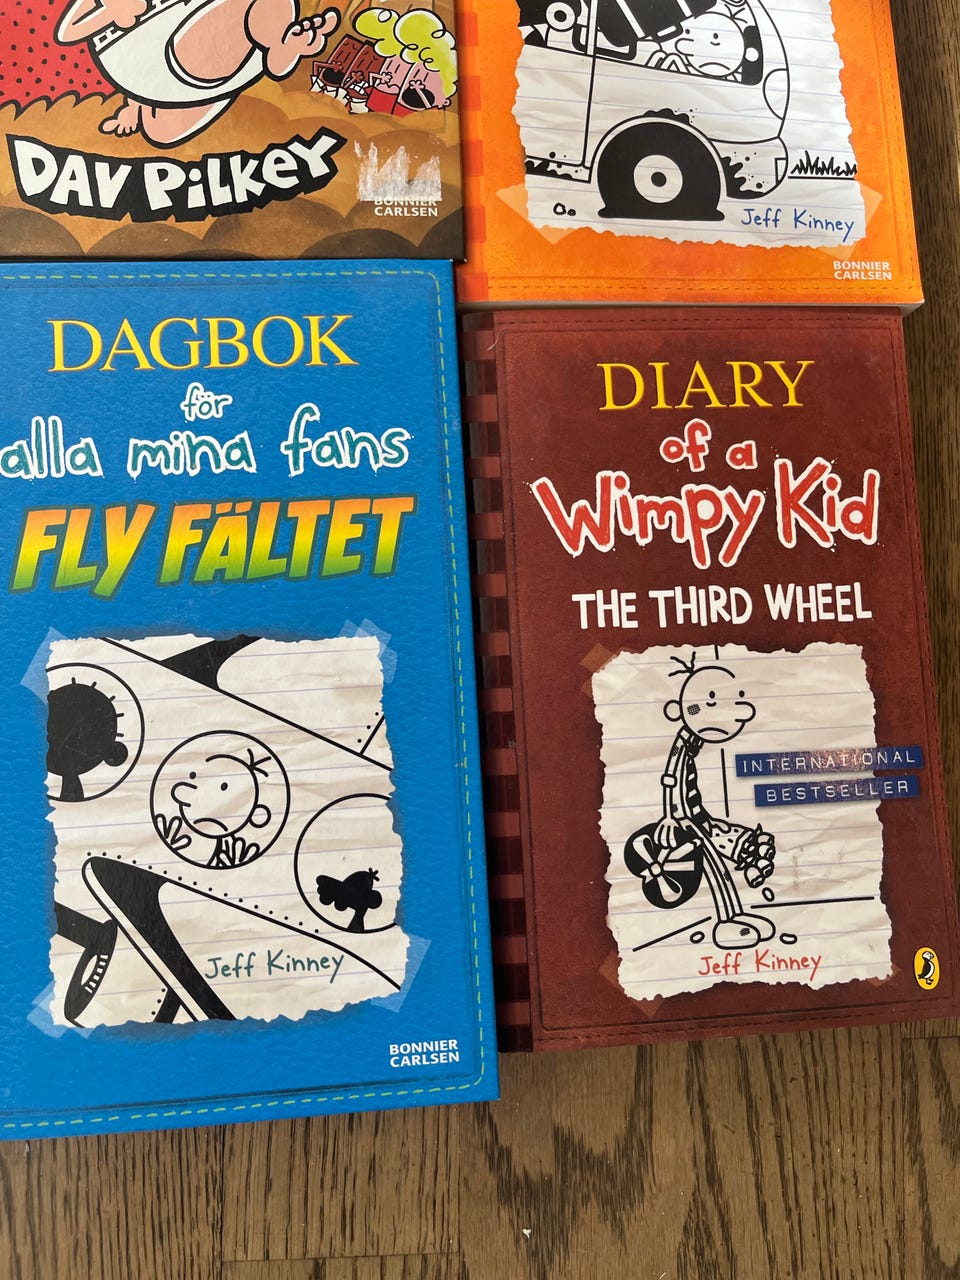 DAV PiLKEY
BONNIER
CARLSEN
Jeff Kinney
BONNIER
CARLSEN
DAGBOK
för
alla mina fans
FLY FÄLTET
Jeff Kinney
BONNIER
CARLSEN
DIARY
of a
Wimpy Kid
THE THIRD WHEEL
INTERNATIONAL
BESTSELLER
Jeff Kinney